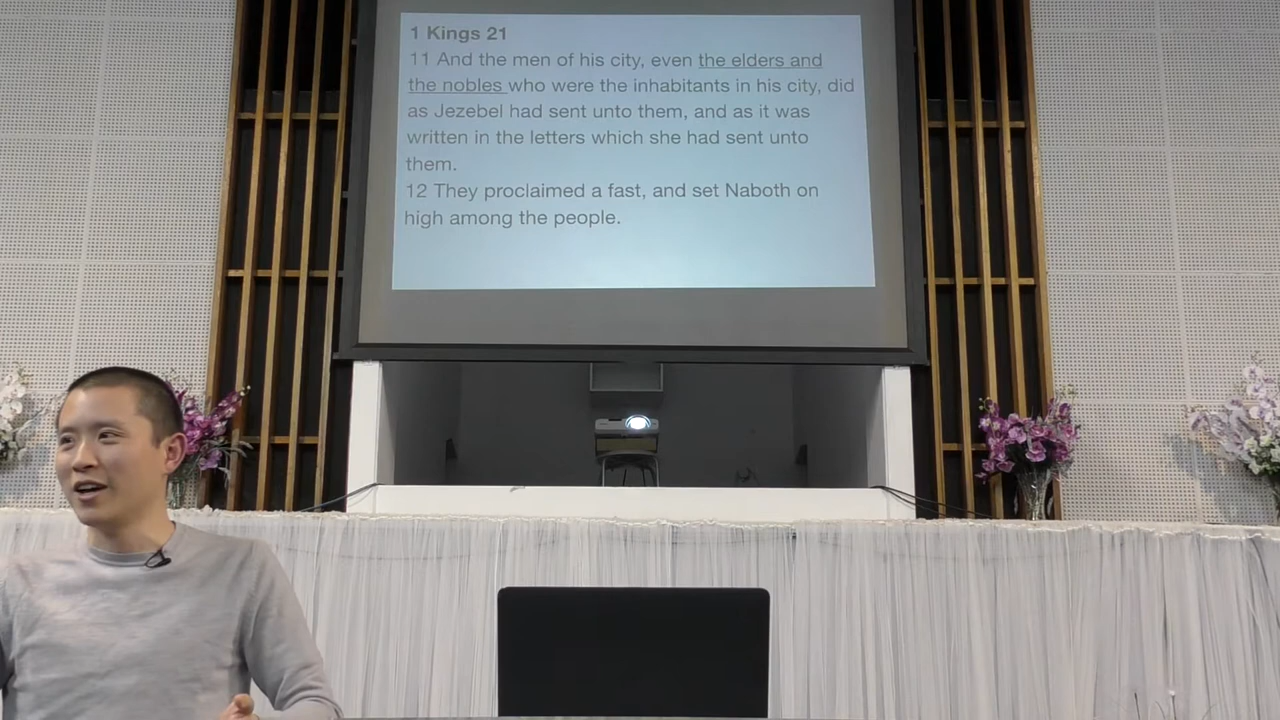 1 Kings 21
11 And the men of his city, even the elders and
the nobles who were the inhabitants in his city, did
as Jezebel had sent unto them, and as it was
written in the letters which she had sent unto
them.
12 They proclaimed a fast, and set Naboth on
high among the people.